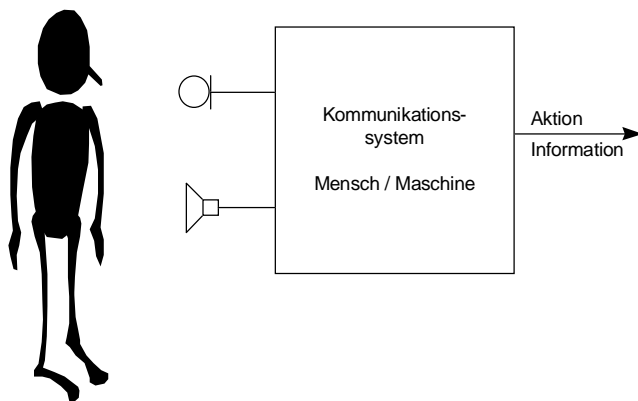 Kommunikations-
system
Mensch / Maschine
Aktion
Information